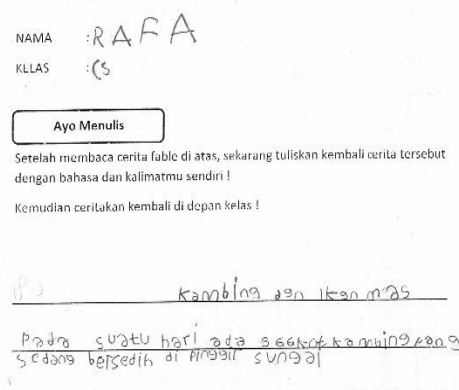 NAMA : RAFA
KELAS : (S
Ayo Menulis
Setelah membaca cerita fable di atas, sekarang tuliskan kembali cerita tersebut
dengan bahasa dan kalimatmu sendiri !
Kemudian ceritakan kembali di depan kelas !
Kambing dan Ikan mas
Pada suatu hari ada seekor kambing yang
sedang bersedih di pinggir sungai